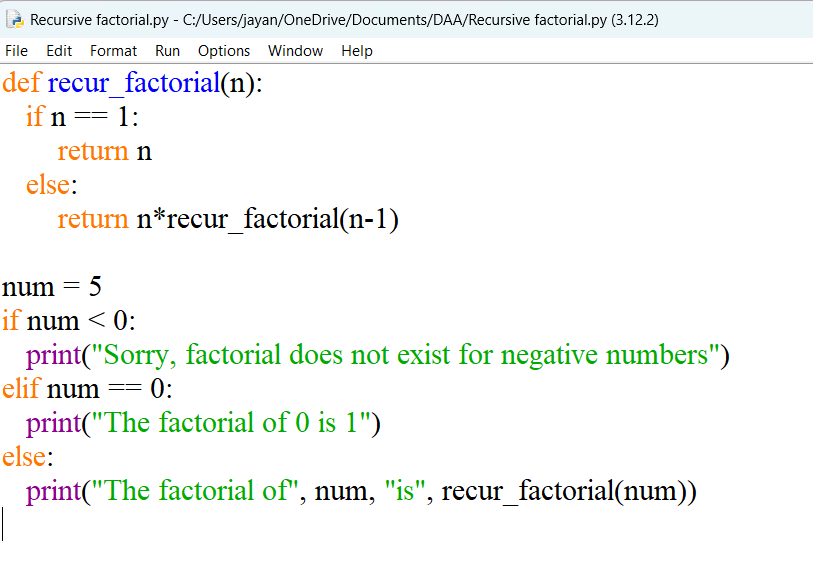 Recursive factorial.py - C:/Users/jayan/OneDrive/Documents/DAA/Recursive factorial.py (3.12.2)
File Edit Format Run Options Window Help
def recur_factorial(n):
    if n == 1:
        return n
    else:
        return n*recur_factorial(n-1)

num = 5
if num < 0:
    print("Sorry, factorial does not exist for negative numbers")
elif num == 0:
    print("The factorial of 0 is 1")
else:
    print("The factorial of", num, "is", recur_factorial(num))